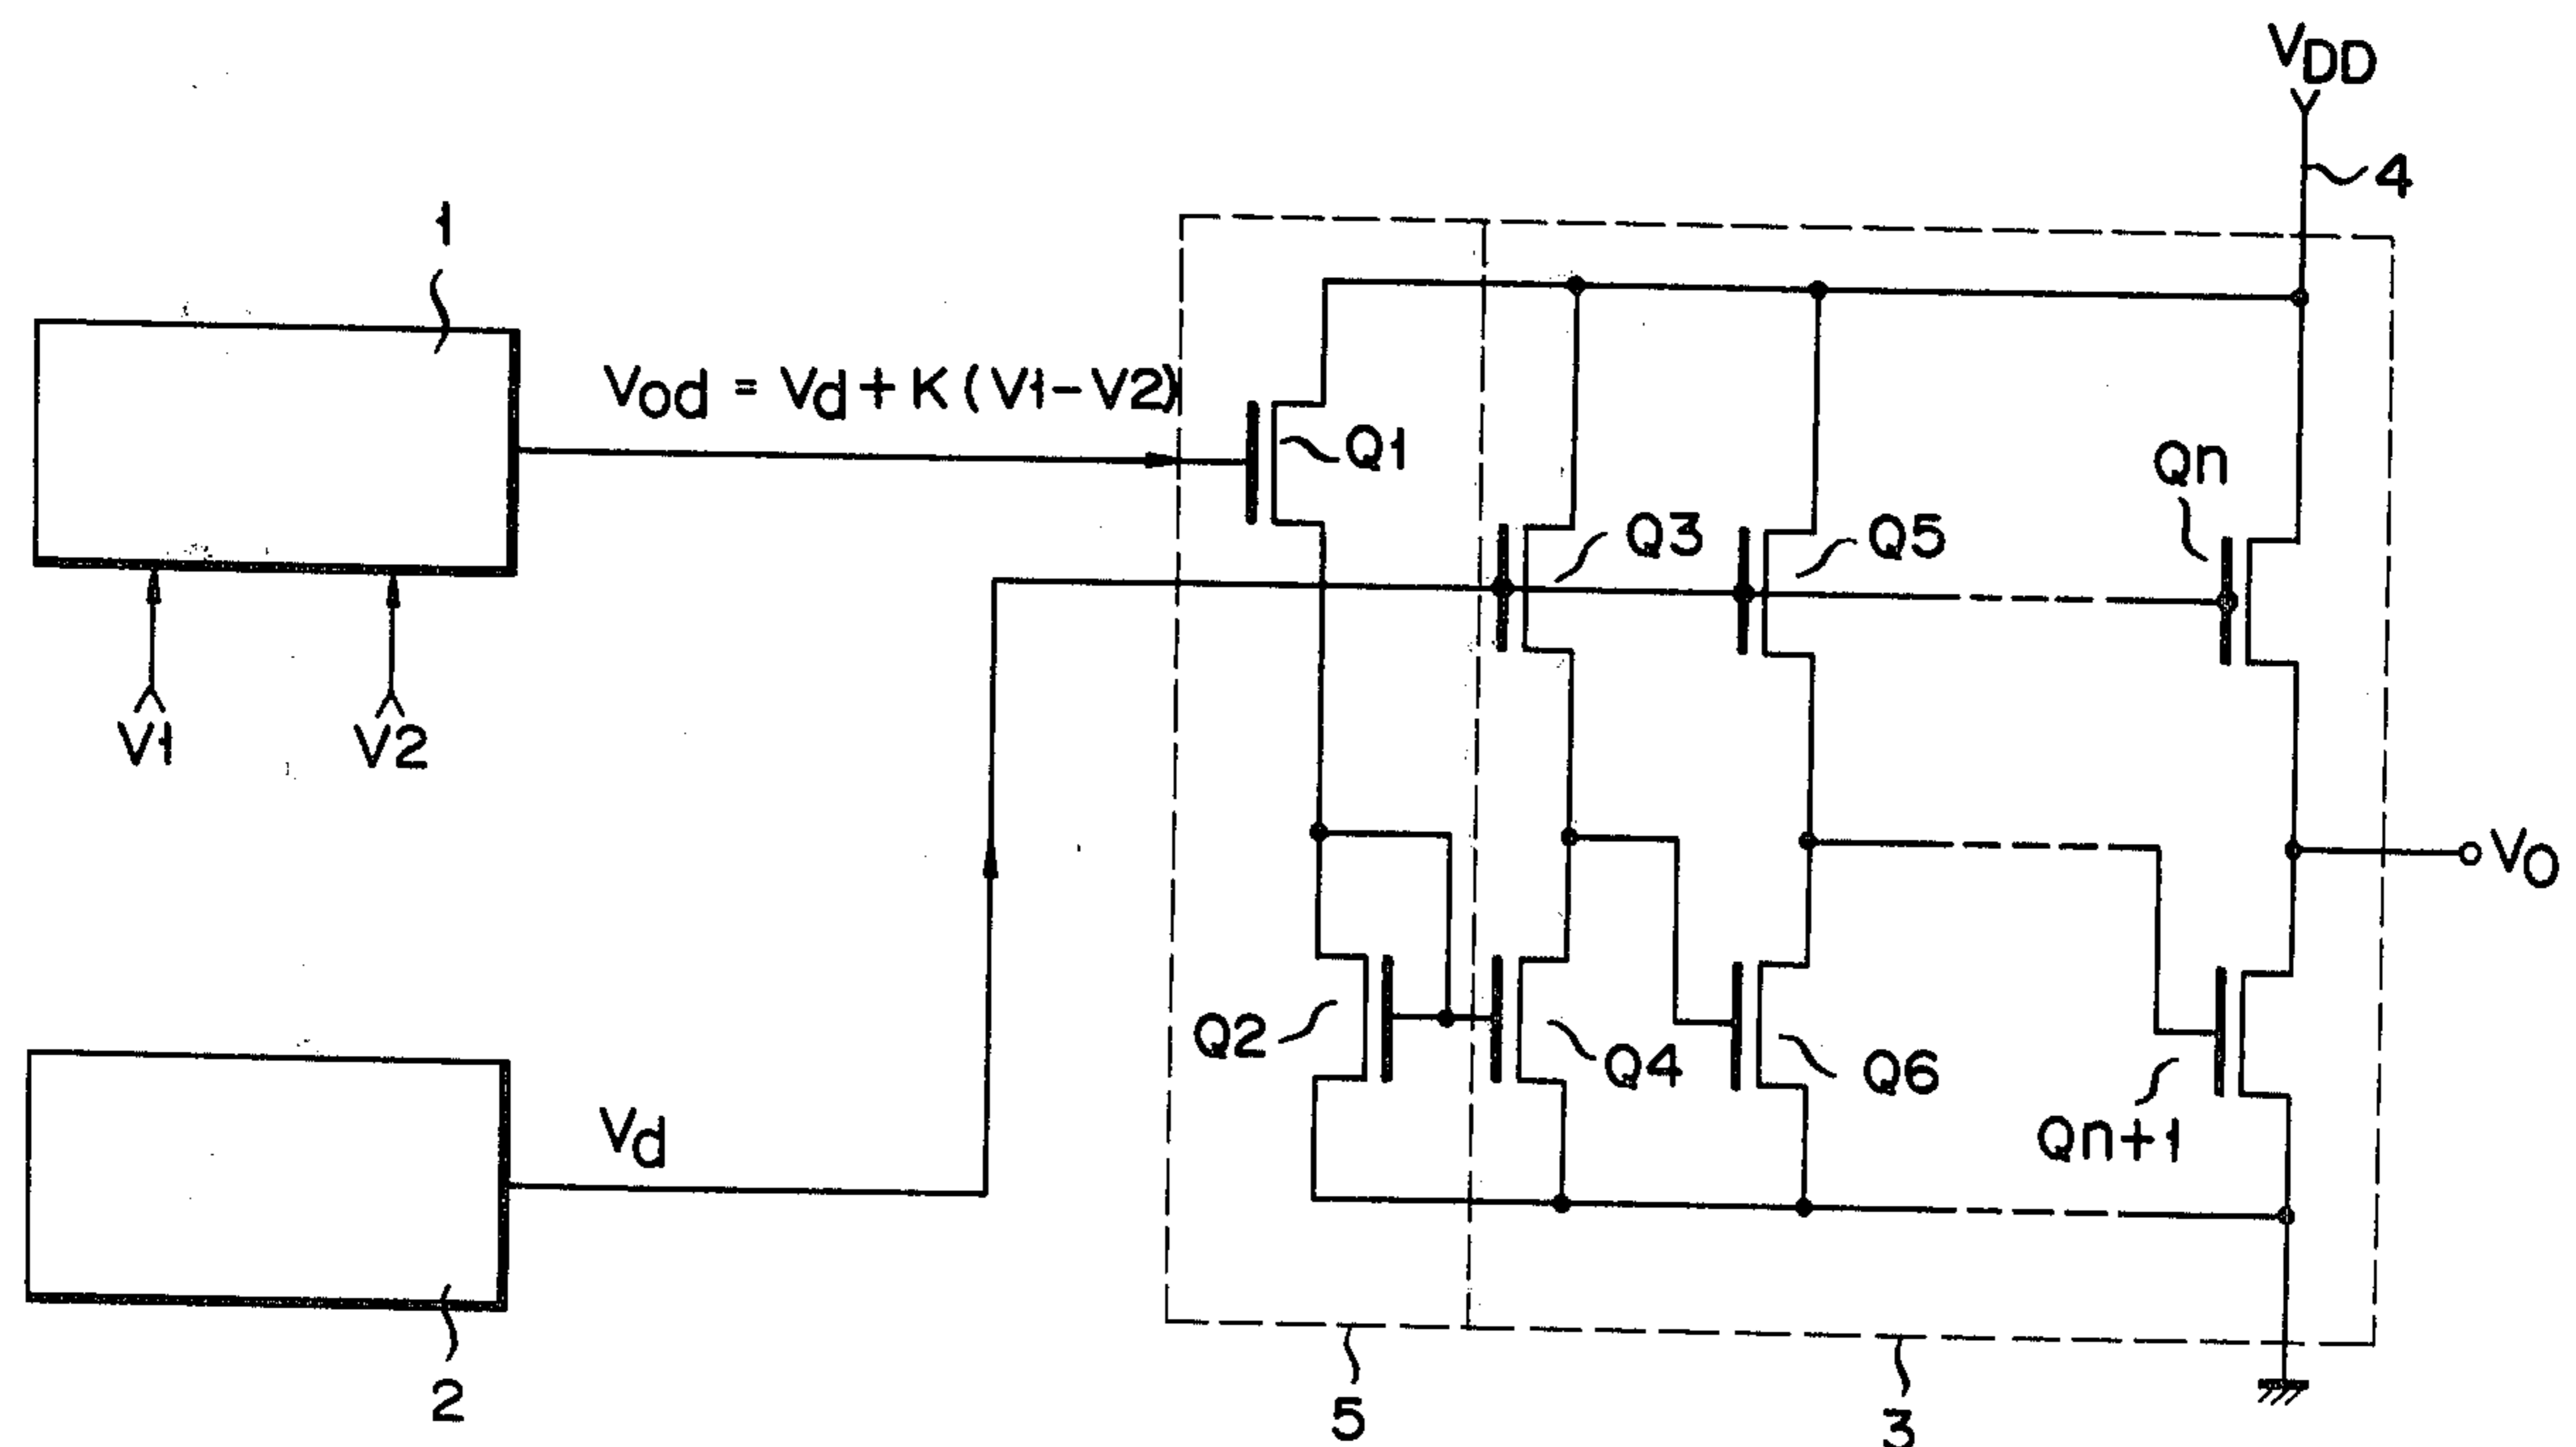 VDD
4
1
Vod = Vd + K (V1 - V2)
Q1
Qn
Q3
Q5
V1
V2
VO
Q2
Q4
Q6
Qn+1
Vd
2
5
3